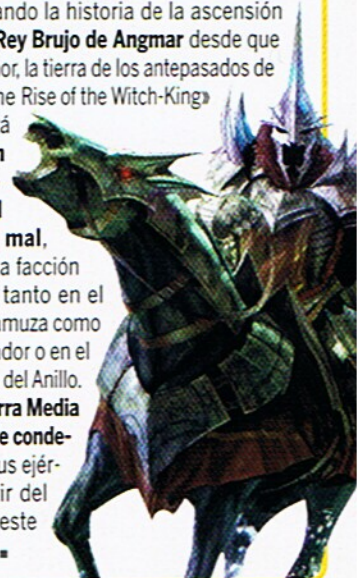 ando la historia de la ascensión
Rey Brujo de Angmar desde que
or, la tierra de los antepasados de
ne Rise of the Witch-King»
á
n
l
mal,
a facción
tanto en el
amuza como
ador o en el
del Anillo.
rra Media
e conde-
us ejér-
ir del
este